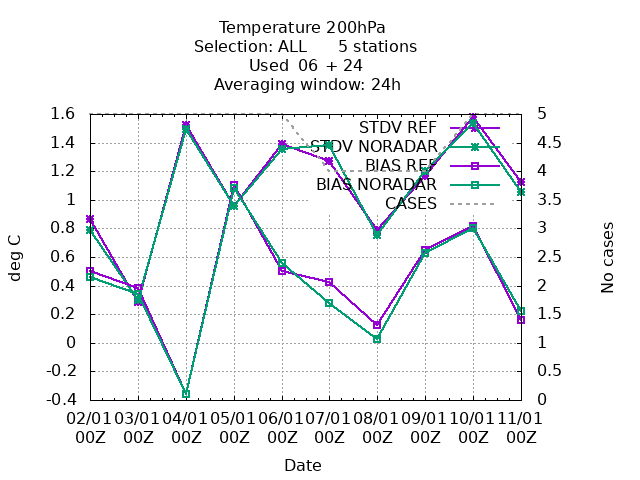 Temperature 200hPa
Selection: ALL      5 stations
Used  06 + 24
Averaging window: 24h
1.6
1.4
1.2
1
0.8
0.6
0.4
0.2
0
-0.2
-0.4
5
4.5
4
3.5
3
2.5
2
1.5
1
0.5
0
STDV REF
STDV NORADAR
BIAS REF
BIAS NORADAR
CASES
deg C
No cases
02/01 03/01 04/01 05/01 06/01 07/01 08/01 09/01 10/01 11/01
00Z 00Z 00Z 00Z 00Z 00Z 00Z 00Z 00Z 00Z
Date